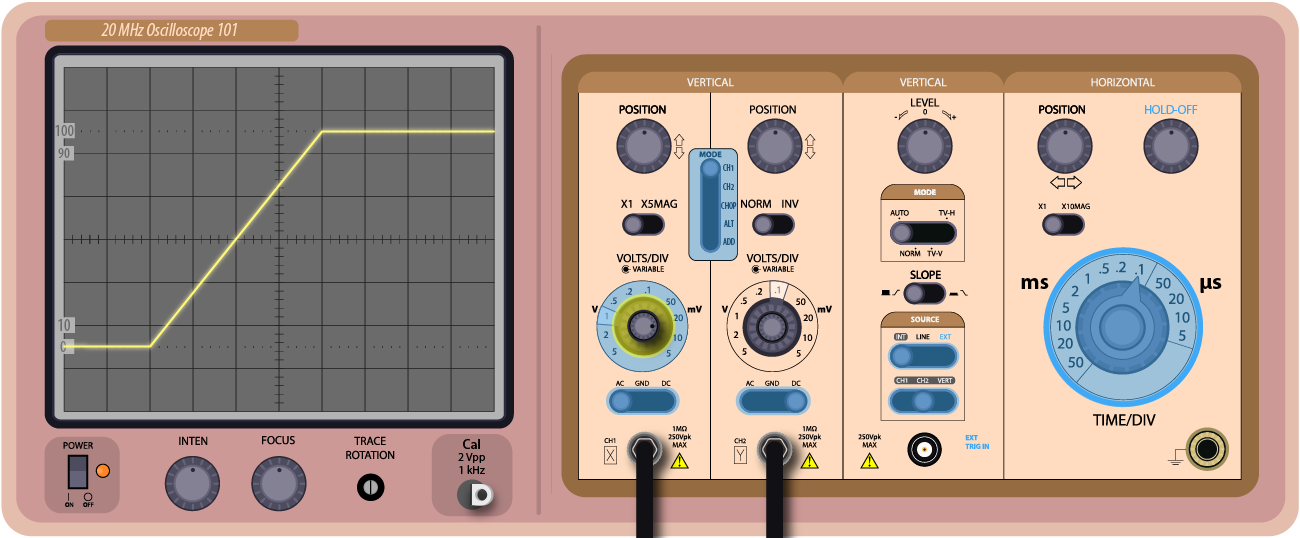 20 MHz Oscilloscope 101
100
90
10
0
POWER
ON OFF
INTEN
FOCUS
TRACE
ROTATION
Cal
2 Vpp
1 kHz
VERTICAL
POSITION
POSITION
MODE
CH1
CH2
CHOP
ALT
ADD
X1 X5MAG
NORM INV
VOLTS/DIV
VARIABLE
V
mV
5
2
1
.5
.2
.1
50
20
10
5
VOLTS/DIV
VARIABLE
V
mV
5
2
1
.5
.2
.1
50
20
10
5
AC GND DC
AC GND DC
CH1
X
1MΩ
250Vpk
MAX
CH2
Y
1MΩ
250Vpk
MAX
VERTICAL
LEVEL
- 0 +
MODE
AUTO TV-H
NORM TV-V
SLOPE
SOURCE
INT LINE EXT
CH1 CH2 VERT
250Vpk
MAX
EXT
TRIG IN
HORIZONTAL
POSITION
HOLD-OFF
X1 X10MAG
ms
µs
50
20
10
5
2
1
.5
.2
.1
50
20
10
5
TIME/DIV